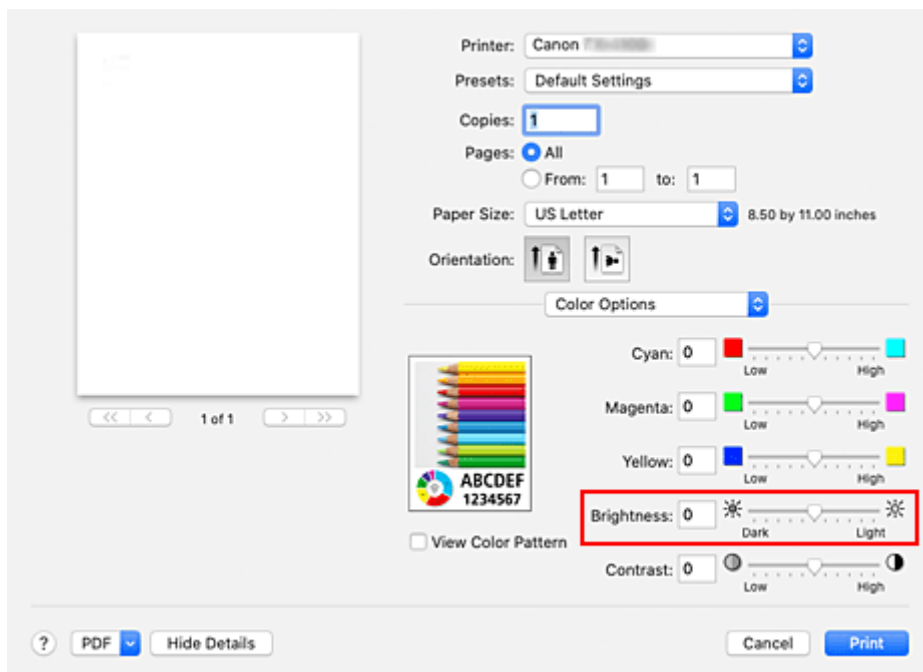 Printer: Canon
Presets: Default Settings
Copies: 1
Pages: All
From: 1 to: 1
Paper Size: US Letter 8.50 by 11.00 inches
Orientation:
Color Options
1 of 1
Cyan: 0
Low High
Magenta: 0
Low High
Yellow: 0
Low High
ABCDEF
1234567
Brightness: 0
Dark Light
View Color Pattern
Contrast: 0
Low High
? PDF Hide Details Cancel Print